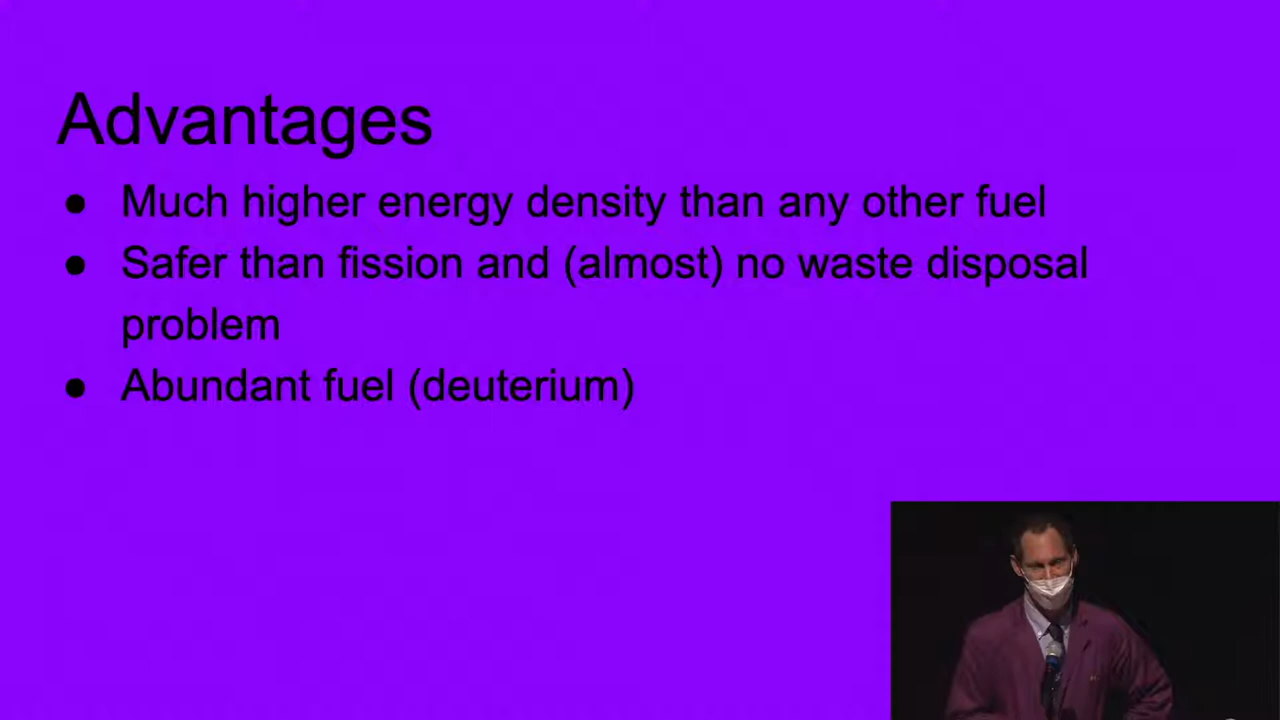 Advantages
● Much higher energy density than any other fuel
● Safer than fission and (almost) no waste disposal
problem
● Abundant fuel (deuterium)